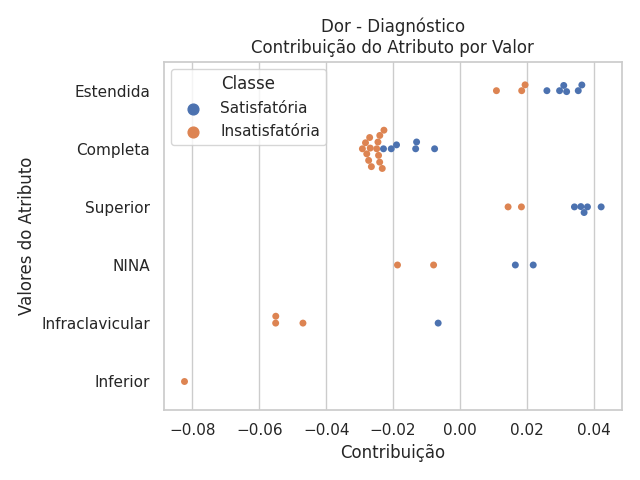 Dor - Diagnóstico
Contribuição do Atributo por Valor
Classe
Satisfatória
Insatisfatória
Valores do Atributo
Estendida
Completa
Superior
NINA
Infraclavicular
Inferior
−0.08 −0.06 −0.04 −0.02 0.00 0.02 0.04
Contribuição